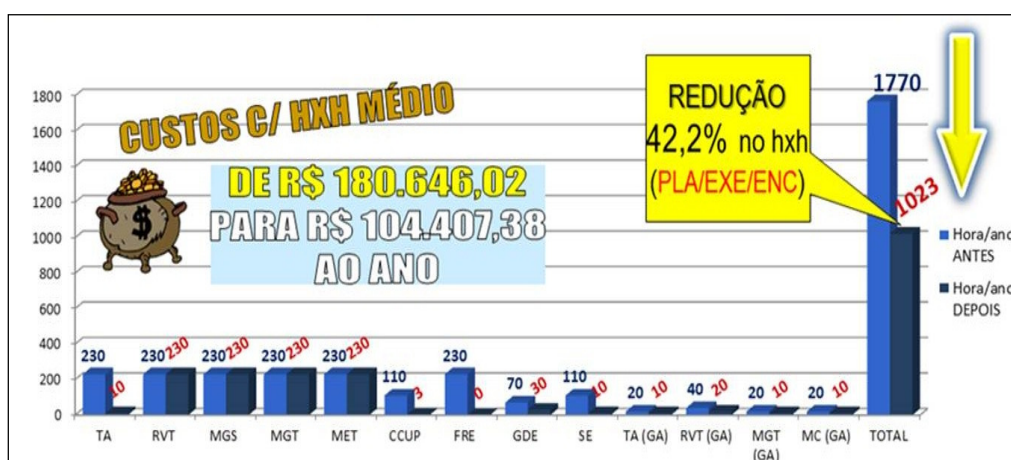 CUSTOS C/ HXH MÉDIO
DE R$ 180.646,02
PARA R$ 104.407,38
AO ANO
$
REDUÇÃO
42,2% no hxh
(PLA/EXE/ENC)
1800
1600
1400
1200
1000
800
600
400
200
0
230 10
230 230
230 230
230 230
230 230
110 3
230 0
70 30
110 10
20 10
40 20
20 10
20 10
1770 1023
TA RVT MGS MGT MET CCUP FRE GDE SE TA (GA) RVT (GA) MGT (GA) MC (GA) TOTAL
Hora/ano
ANTES
Hora/ano
DEPOIS